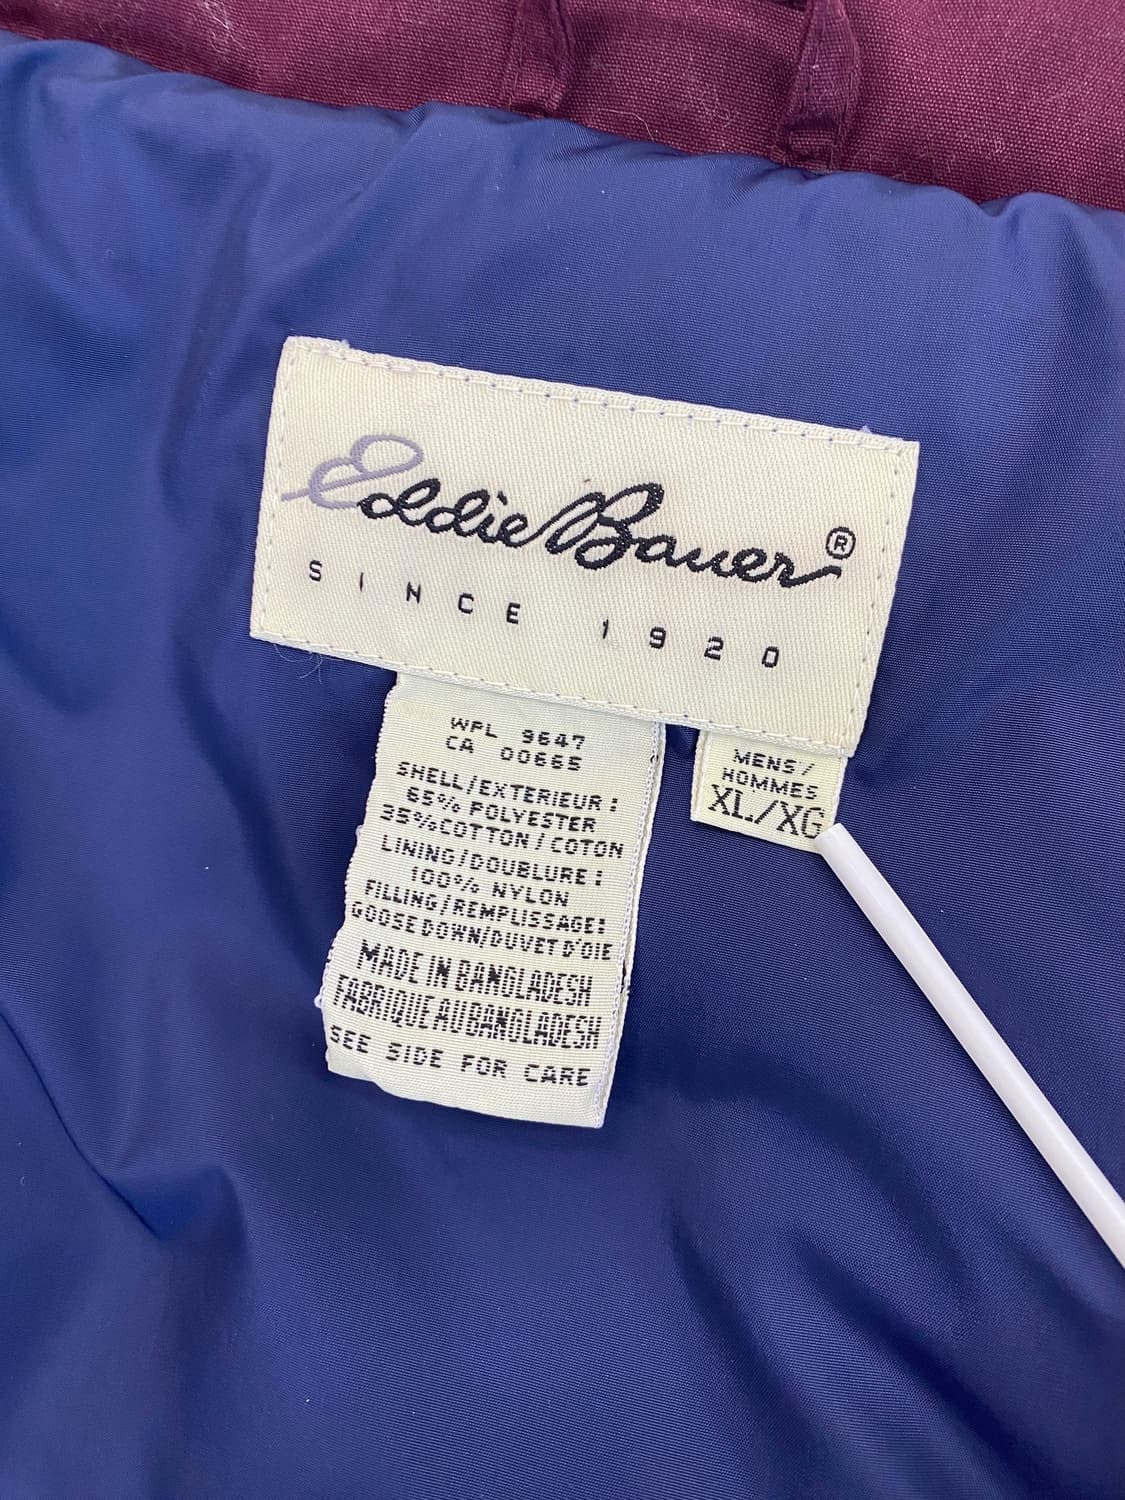 Eddie Bauer®
SINCE 1920
WPL 9647
CA 00665
SHELL/EXTERIEUR:
65% POLYESTER
35%COTTON/COTON
LINING/DOUBLURE:
100% NYLON
FILLING/REMPLISSAGE:
GOOSE DOWN/DUVET D'OIE
MADE IN BANGLADESH
FABRIQUE AU BANGLADESH
SEE SIDE FOR CARE
MENS'/
HOMMES
XL/XG